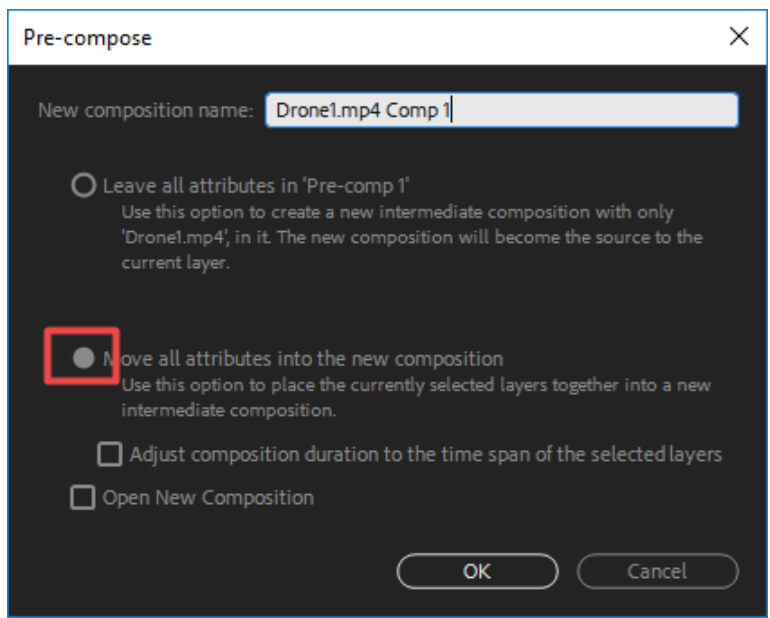 Pre-compose
New composition name: Drone1.mp4 Comp 1
Leave all attributes in 'Pre-comp 1'
Use this option to create a new intermediate composition with only
'Drone1.mp4', in it. The new composition will become the source to the
current layer.
Move all attributes into the new composition
Use this option to place the currently selected layers together into a new
intermediate composition.
Adjust composition duration to the time span of the selected layers
Open New Composition
OK Cancel